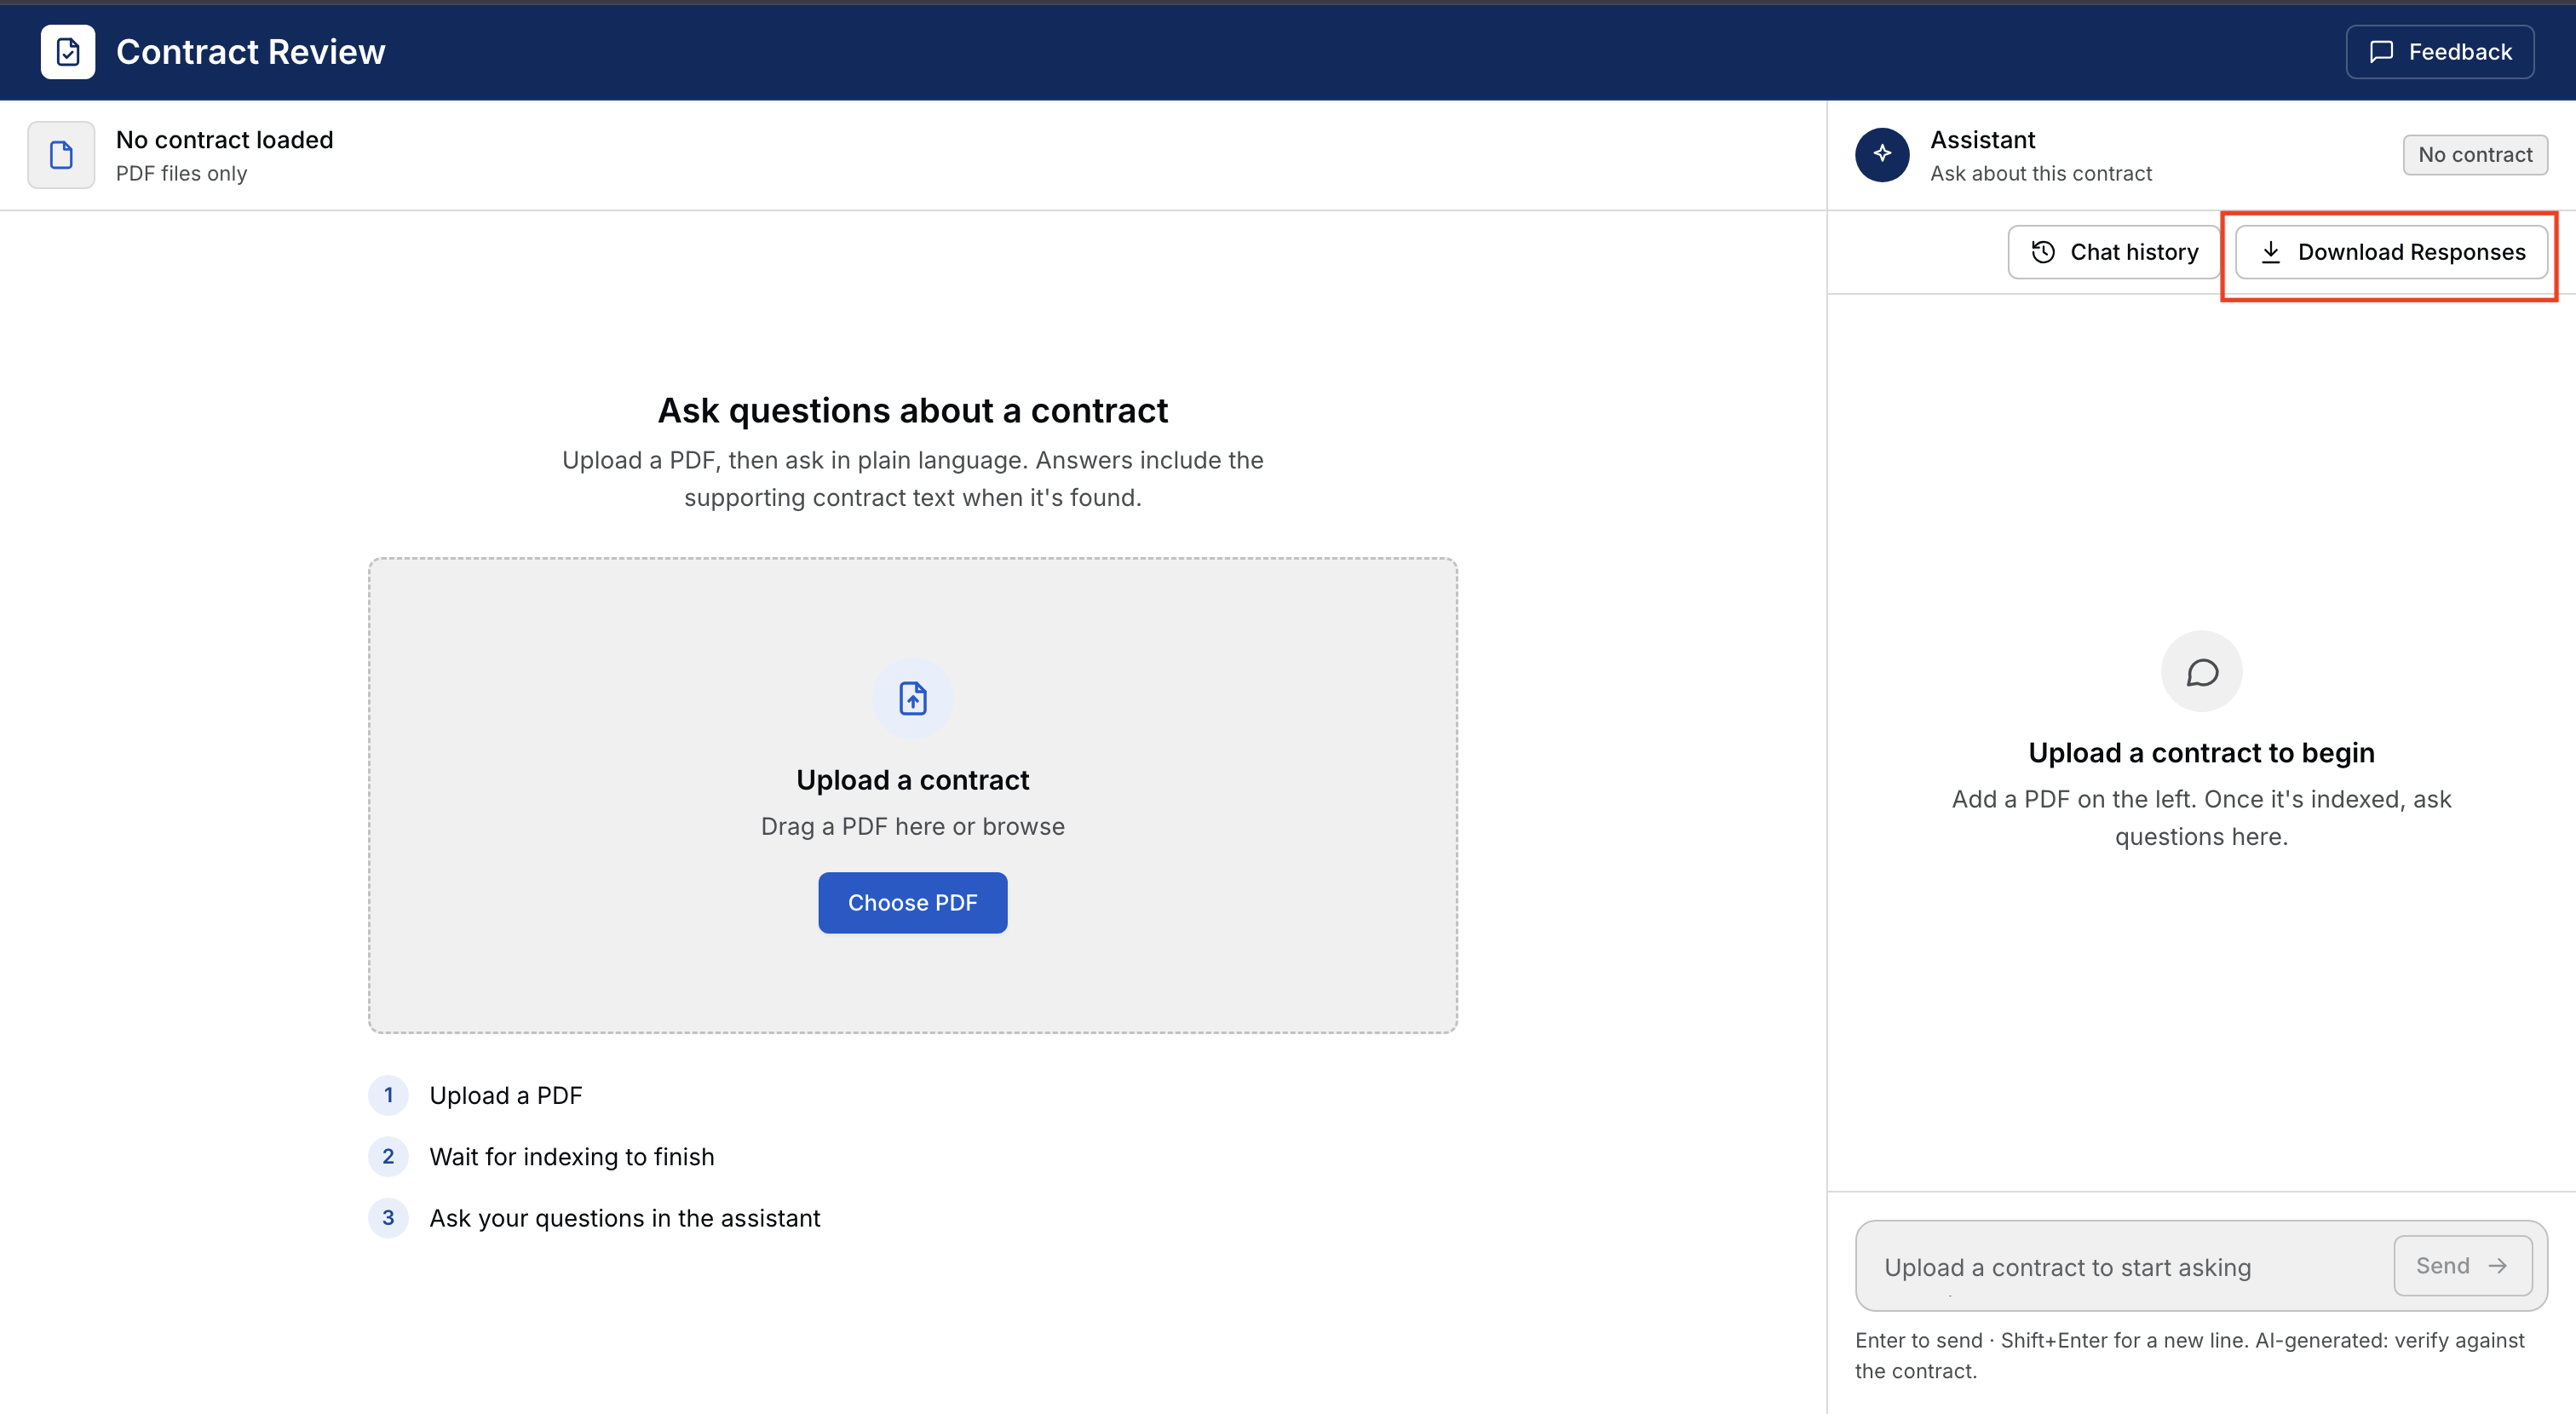 Contract Review
Feedback
No contract loaded
PDF files only
Assistant
Ask about this contract
No contract
Chat history
Download Responses
Ask questions about a contract
Upload a PDF, then ask in plain language. Answers include the
supporting contract text when it's found.
Upload a contract
Drag a PDF here or browse
Choose PDF
1 Upload a PDF
2 Wait for indexing to finish
3 Ask your questions in the assistant
Upload a contract to begin
Add a PDF on the left. Once it's indexed, ask
questions here.
Upload a contract to start asking
Send
Enter to send · Shift+Enter for a new line. AI-generated: verify against
the contract.